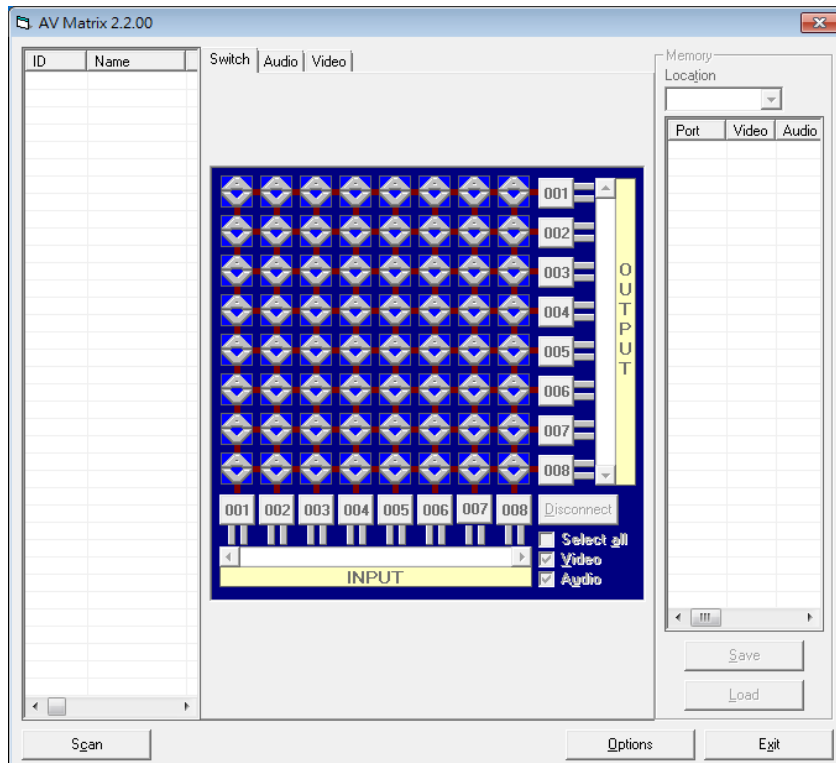 AV Matrix 2.2.00
ID Name
Switch Audio Video
Memory
Location
Port Video Audio
001
002
003
004
005
006
007
008
OUTPUT
001 002 003 004 005 006 007 008
Disconnect
Select all
Video
Audio
INPUT
Save
Load
Scan
Options
Exit